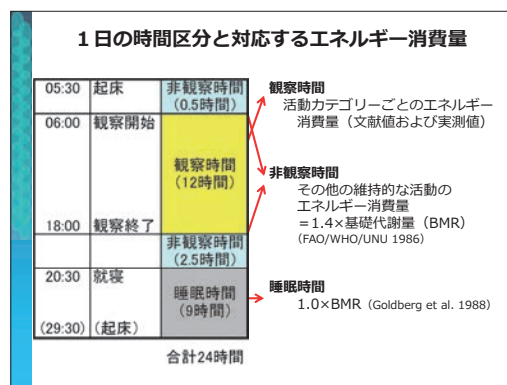 1日の時間区分と対応するエネルギー消費量
05:30 起床 非観察時間
(0.5時間)
06:00 観察開始
観察時間
(12時間)
18:00 観察終了
非観察時間
(2.5時間)
20:30 就寝
睡眠時間
(9時間)
(29:30) (起床)
合計24時間
観察時間
活動カテゴリーごとのエネルギー
消費量（文献値および実測値）
非観察時間
その他の維持的な活動の
エネルギー消費量
＝1.4×基礎代謝量（BMR）
(FAO/WHO/UNU 1986)
睡眠時間
1.0×BMR（Goldberg et al. 1988）